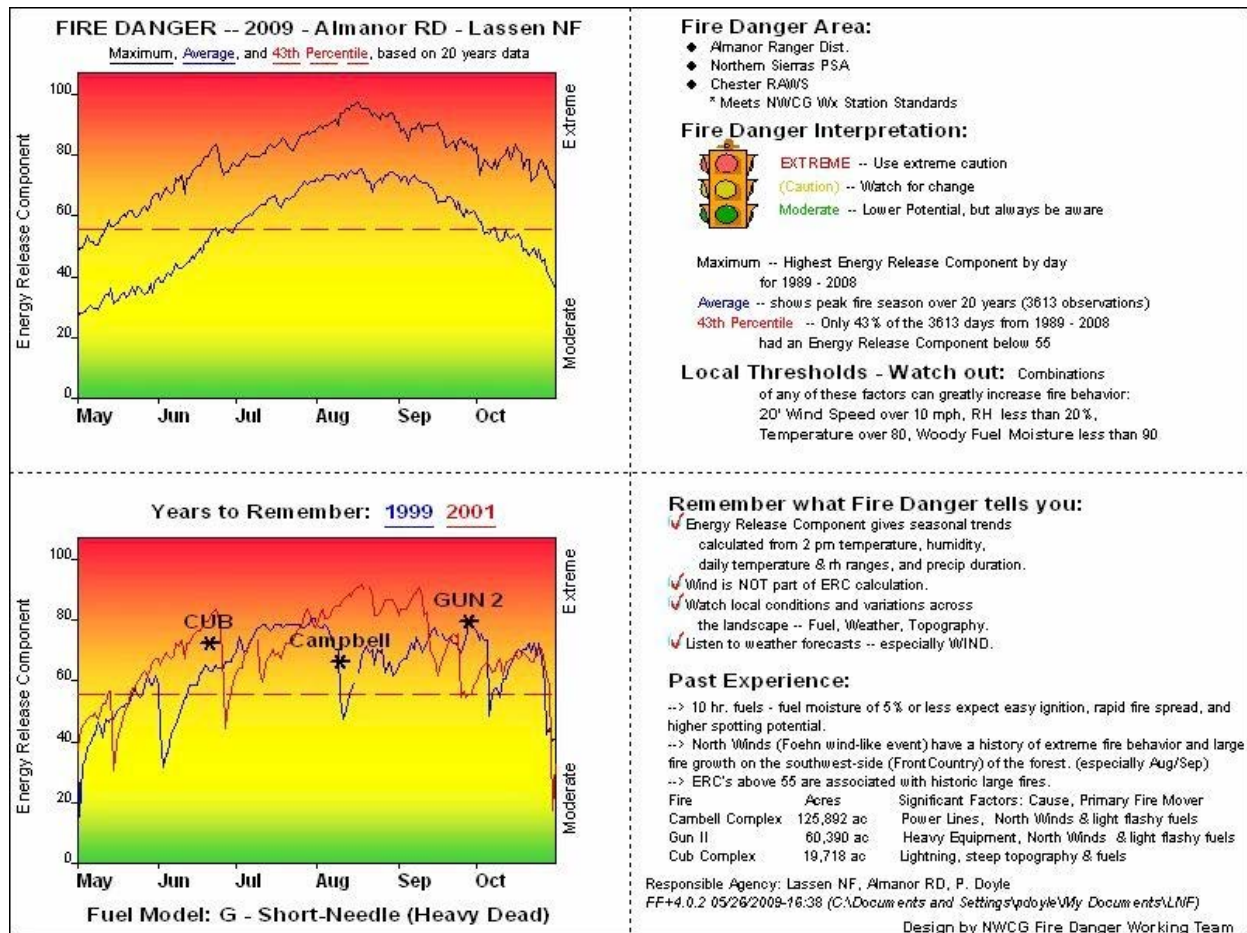 FIRE DANGER -- 2009 - Almanor RD - Lassen NF
Maximum, Average, and 43th Percentile, based on 20 years data
Energy Release Component
100
80
60
40
20
0
Extreme
Moderate
May Jun Jul Aug Sep Oct
Fire Danger Area:
◆ Almanor Ranger Dist.
◆ Northern Sierras PSA
◆ Chester RAWS
* Meets NWCG Wx Station Standards
Fire Danger Interpretation:
EXTREME -- Use extreme caution
(Caution) -- Watch for change
Moderate -- Lower Potential, but always be aware
Maximum -- Highest Energy Release Component by day
for 1989 - 2008
Average -- shows peak fire season over 20 years (3613 observations)
43th Percentile -- Only 43% of the 3613 days from 1989 - 2008
had an Energy Release Component below 55
Local Thresholds - Watch out: Combinations
of any of these factors can greatly increase fire behavior:
20' Wind Speed over 10 mph, RH less than 20%,
Temperature over 80, Woody Fuel Moisture less than 90
Years to Remember: 1999 2001
Energy Release Component
100
80
60
40
20
0
CUB
Campbell
GUN 2
Extreme
Moderate
May Jun Jul Aug Sep Oct
Fuel Model: G - Short-Needle (Heavy Dead)
Remember what Fire Danger tells you:
Energy Release Component gives seasonal trends
calculated from 2 pm temperature, humidity,
daily temperature & rh ranges, and precip duration.
Wind is NOT part of ERC calculation.
Watch local conditions and variations across
the landscape -- Fuel, Weather, Topography.
Listen to weather forecasts -- especially WIND.
Past Experience:
--> 10 hr. fuels - fuel moisture of 5% or less expect easy ignition, rapid fire spread, and
higher spotting potential.
--> North Winds (Foehn wind-like event) have a history of extreme fire behavior and large
fire growth on the southwest-side (FrontCountry) of the forest. (especially Aug/Sep)
--> ERC's above 55 are associated with historic large fires.
Fire Acres Significant Factors: Cause, Primary Fire Mover
Cambell Complex 125,892 ac Power Lines, North Winds & light flashy fuels
Gun II 60,390 ac Heavy Equipment, North Winds & light flashy fuels
Cub Complex 19,718 ac Lightning, steep topography & fuels
Responsible Agency: Lassen NF, Almanor RD, P. Doyle
FF+4.0.2 05/26/2009-16:38 (C:\Documents and Settings\pdoyle\My Documents\LNF)
Design by NWCG Fire Danger Working Team